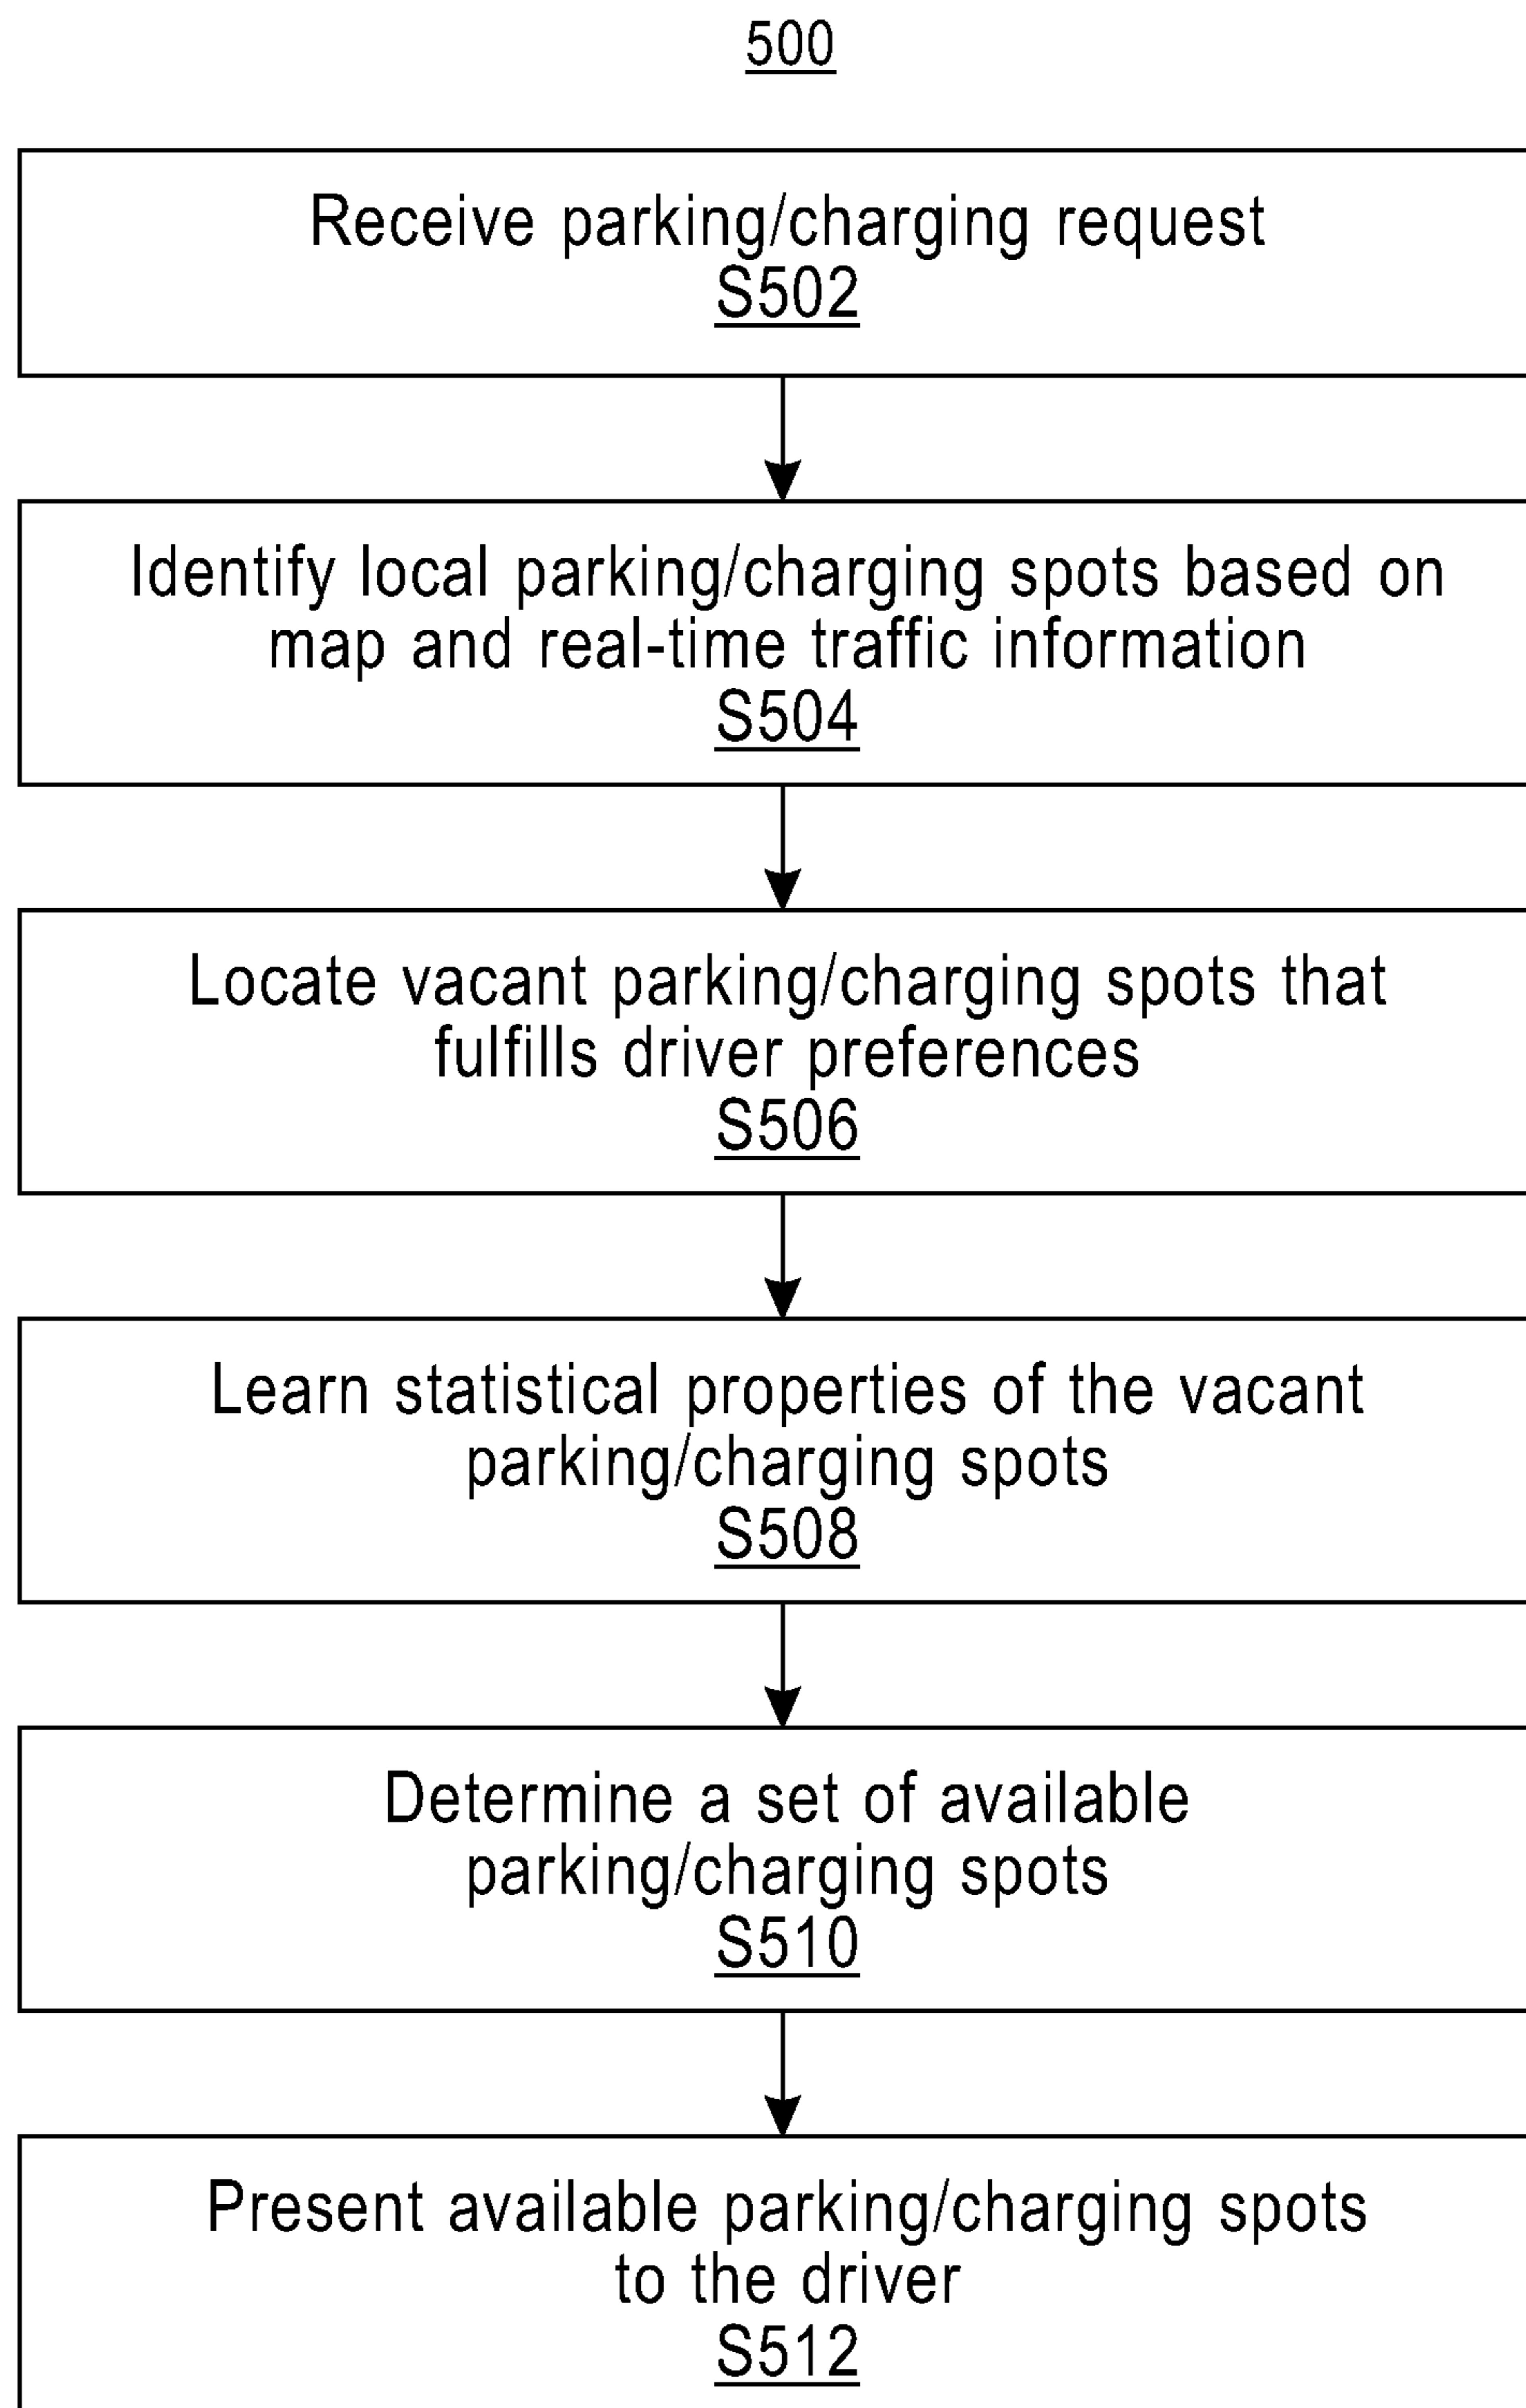 500
Receive parking/charging request
S502
Identify local parking/charging spots based on
map and real-time traffic information
S504
Locate vacant parking/charging spots that
fulfills driver preferences
S506
Learn statistical properties of the vacant
parking/charging spots
S508
Determine a set of available
parking/charging spots
S510
Present available parking/charging spots
to the driver
S512